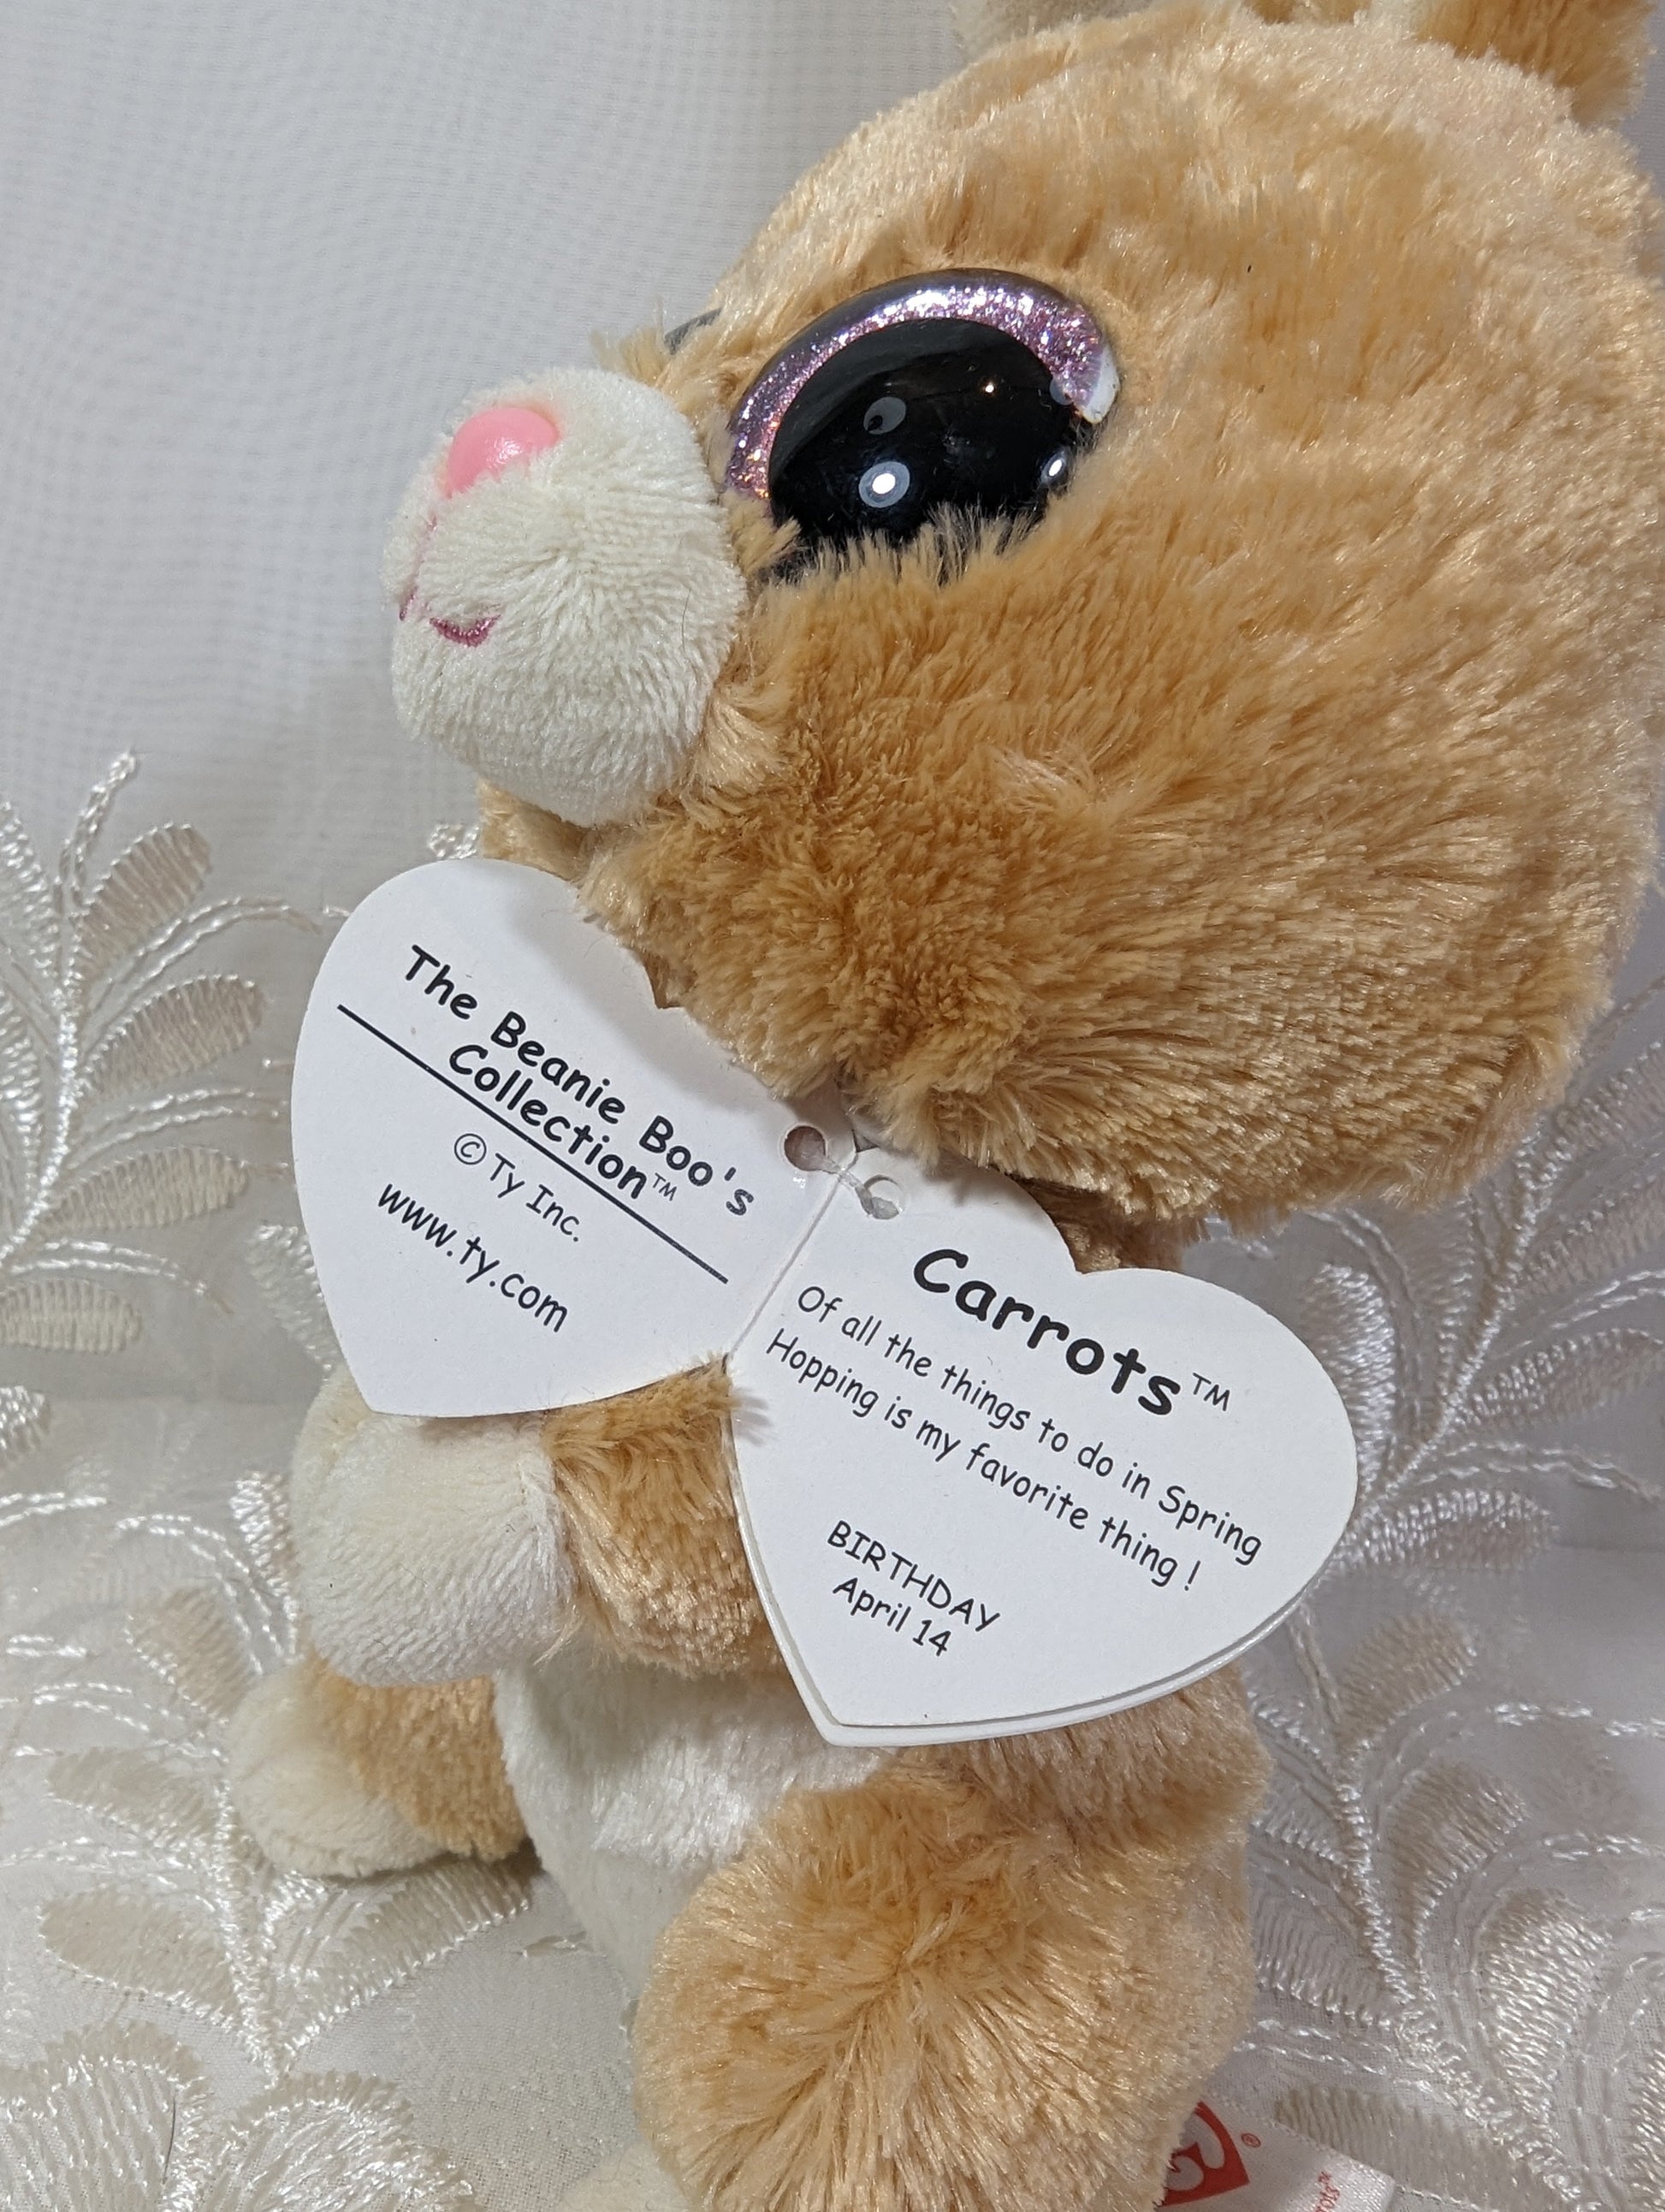 The Beanie Boo's
Collection™
© Ty Inc.
www.ty.com
Carrots™
Of all the things to do in Spring
Hopping is my favorite thing !
BIRTHDAY
April 14